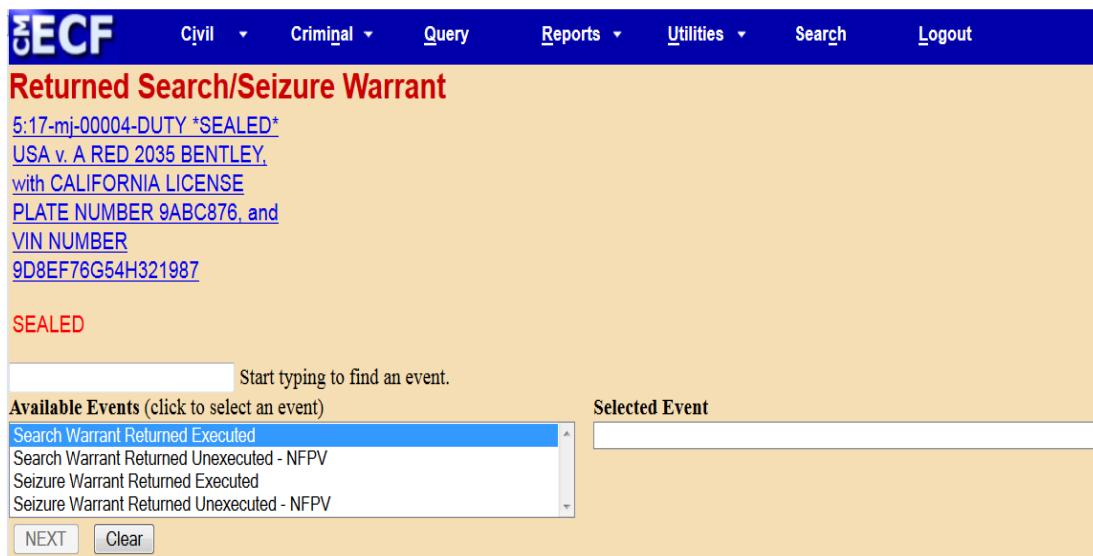 CM ECF Civil Criminal Query Reports Utilities Search Logout
Returned Search/Seizure Warrant
5:17-mj-00004-DUTY *SEALED*
USA v. A RED 2035 BENTLEY,
with CALIFORNIA LICENSE
PLATE NUMBER 9ABC876, and
VIN NUMBER
9D8EF76G54H321987
SEALED
Start typing to find an event.
Available Events (click to select an event) Selected Event
Search Warrant Returned Executed
Search Warrant Returned Unexecuted - NFPV
Seizure Warrant Returned Executed
Seizure Warrant Returned Unexecuted - NFPV
NEXT Clear